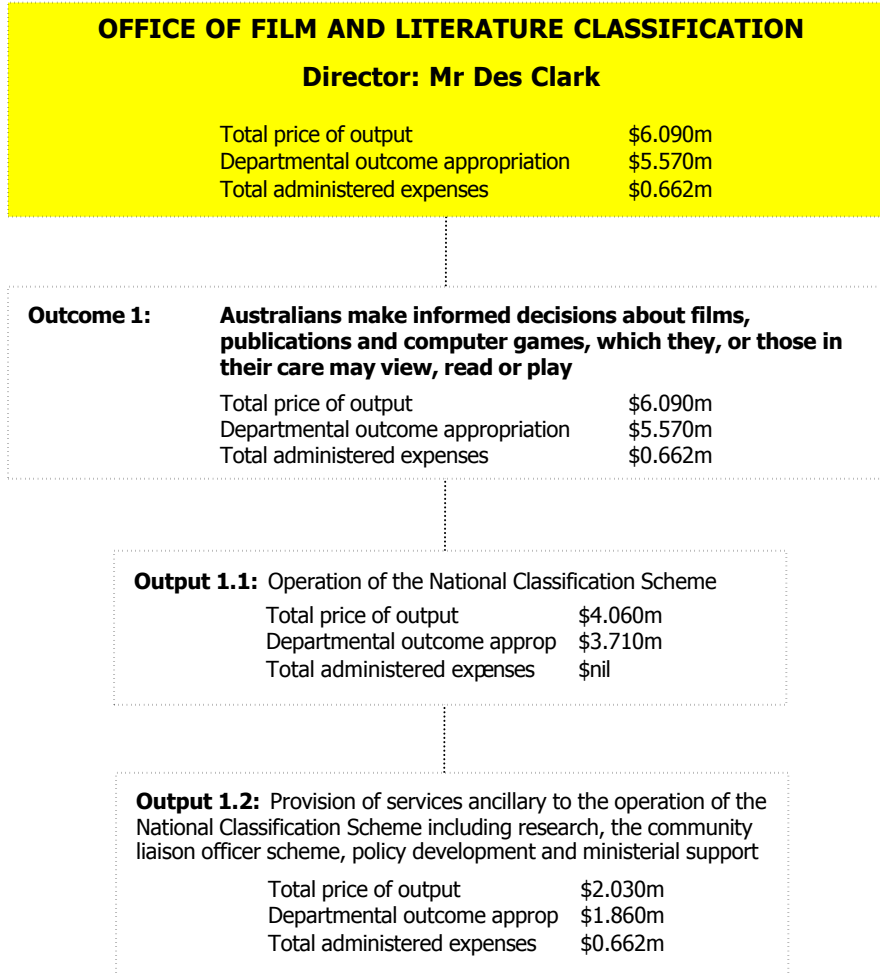 OFFICE OF FILM AND LITERATURE CLASSIFICATION
Director: Mr Des Clark
Total price of output $6.090m
Departmental outcome appropriation $5.570m
Total administered expenses $0.662m
Outcome 1: Australians make informed decisions about films,
publications and computer games, which they, or those in
their care may view, read or play
Total price of output $6.090m
Departmental outcome appropriation $5.570m
Total administered expenses $0.662m
Output 1.1: Operation of the National Classification Scheme
Total price of output $4.060m
Departmental outcome approp $3.710m
Total administered expenses $nil
Output 1.2: Provision of services ancillary to the operation of the
National Classification Scheme including research, the community
liaison officer scheme, policy development and ministerial support
Total price of output $2.030m
Departmental outcome approp $1.860m
Total administered expenses $0.662m